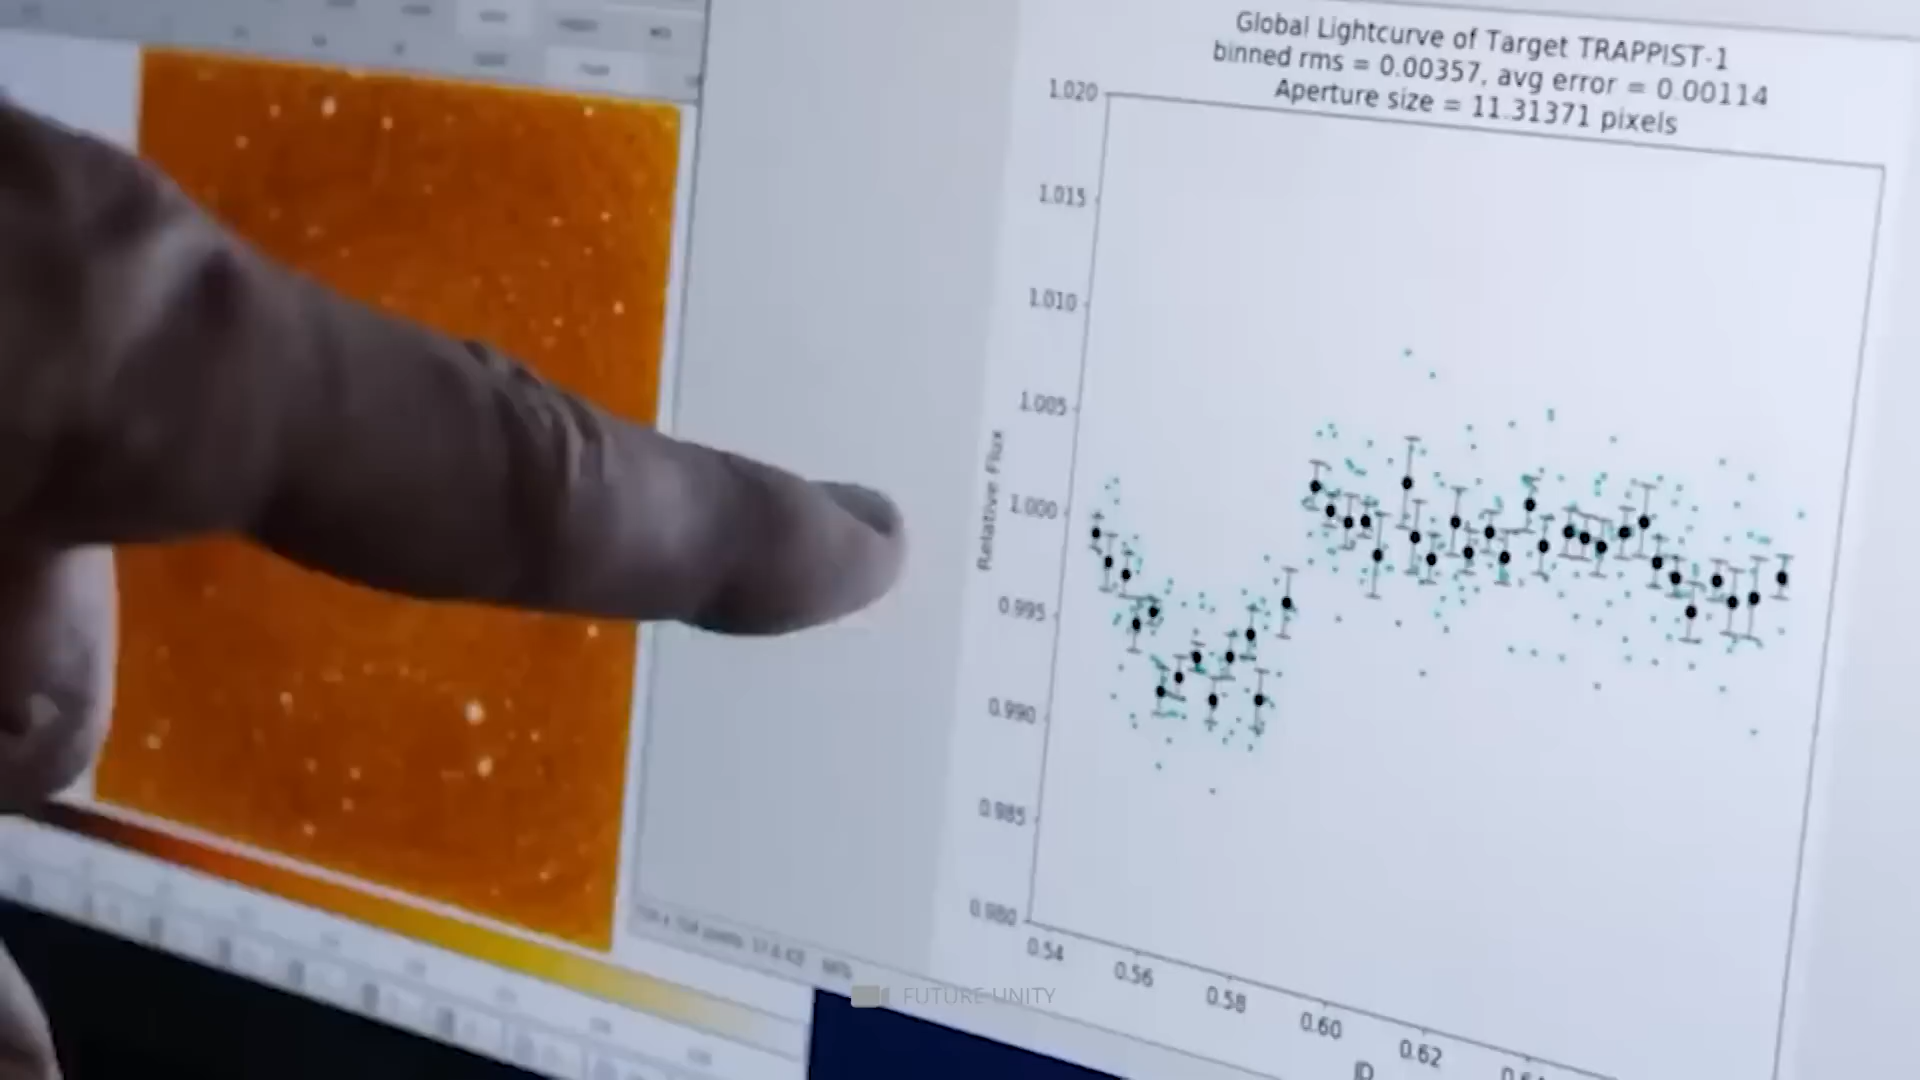 Global Lightcurve of Target TRAPPIST-1
binned rms = 0.00357, avg error = 0.00114
Aperture size = 11.31371 pixels
1.020
1.015
1.010
1.005
1.000
0.995
0.990
0.985
0.980
Relative Flux
0.54
0.56
0.58
0.60
0.62
FUTURE UNITY